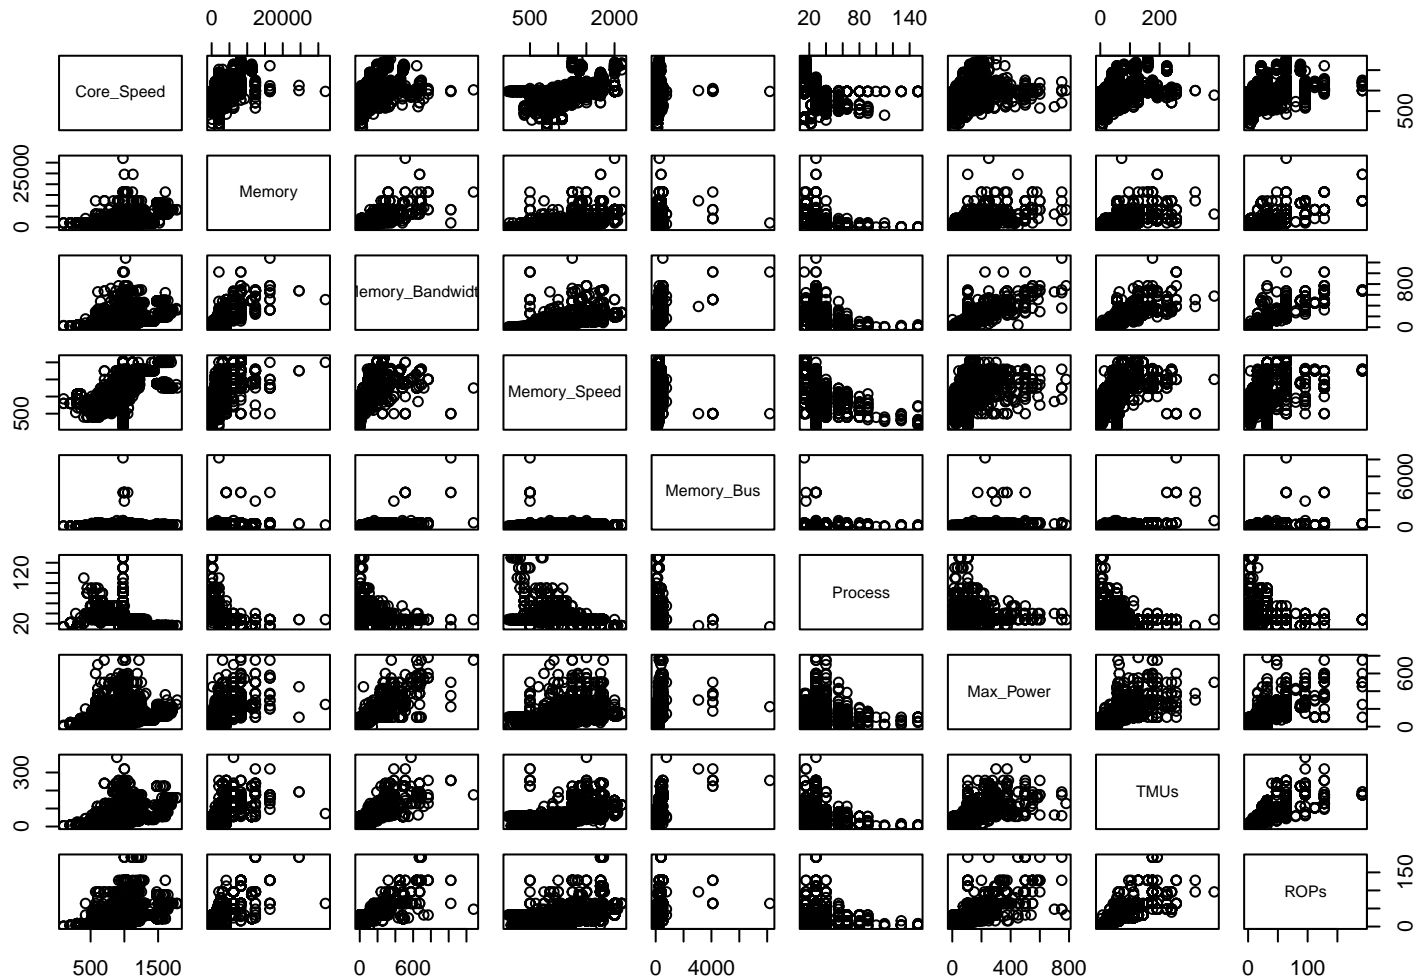 0 20000 500 2000 20 80 140 0 200
Core_Speed 500
25000 0 Memory
Memory_Bandwidt 800 0
500 Memory_Speed
Memory_Bus 6000 0
120 20 Process
Max_Power 600 0
300 0 TMUs
ROPs 150 0
500 1500 0 600 0 4000 0 400 800 0 100